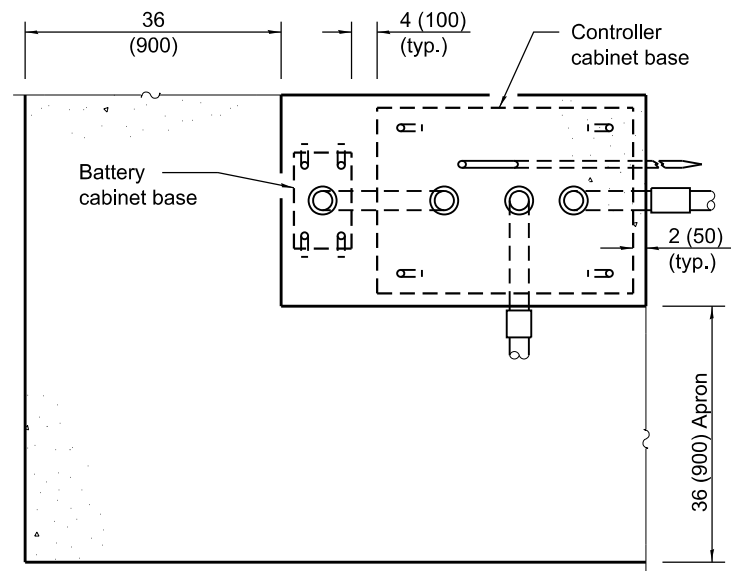 36
(900)
4 (100)
(typ.)
Controller
cabinet base
Battery
cabinet base
2 (50)
(typ.)
36 (900) Apron